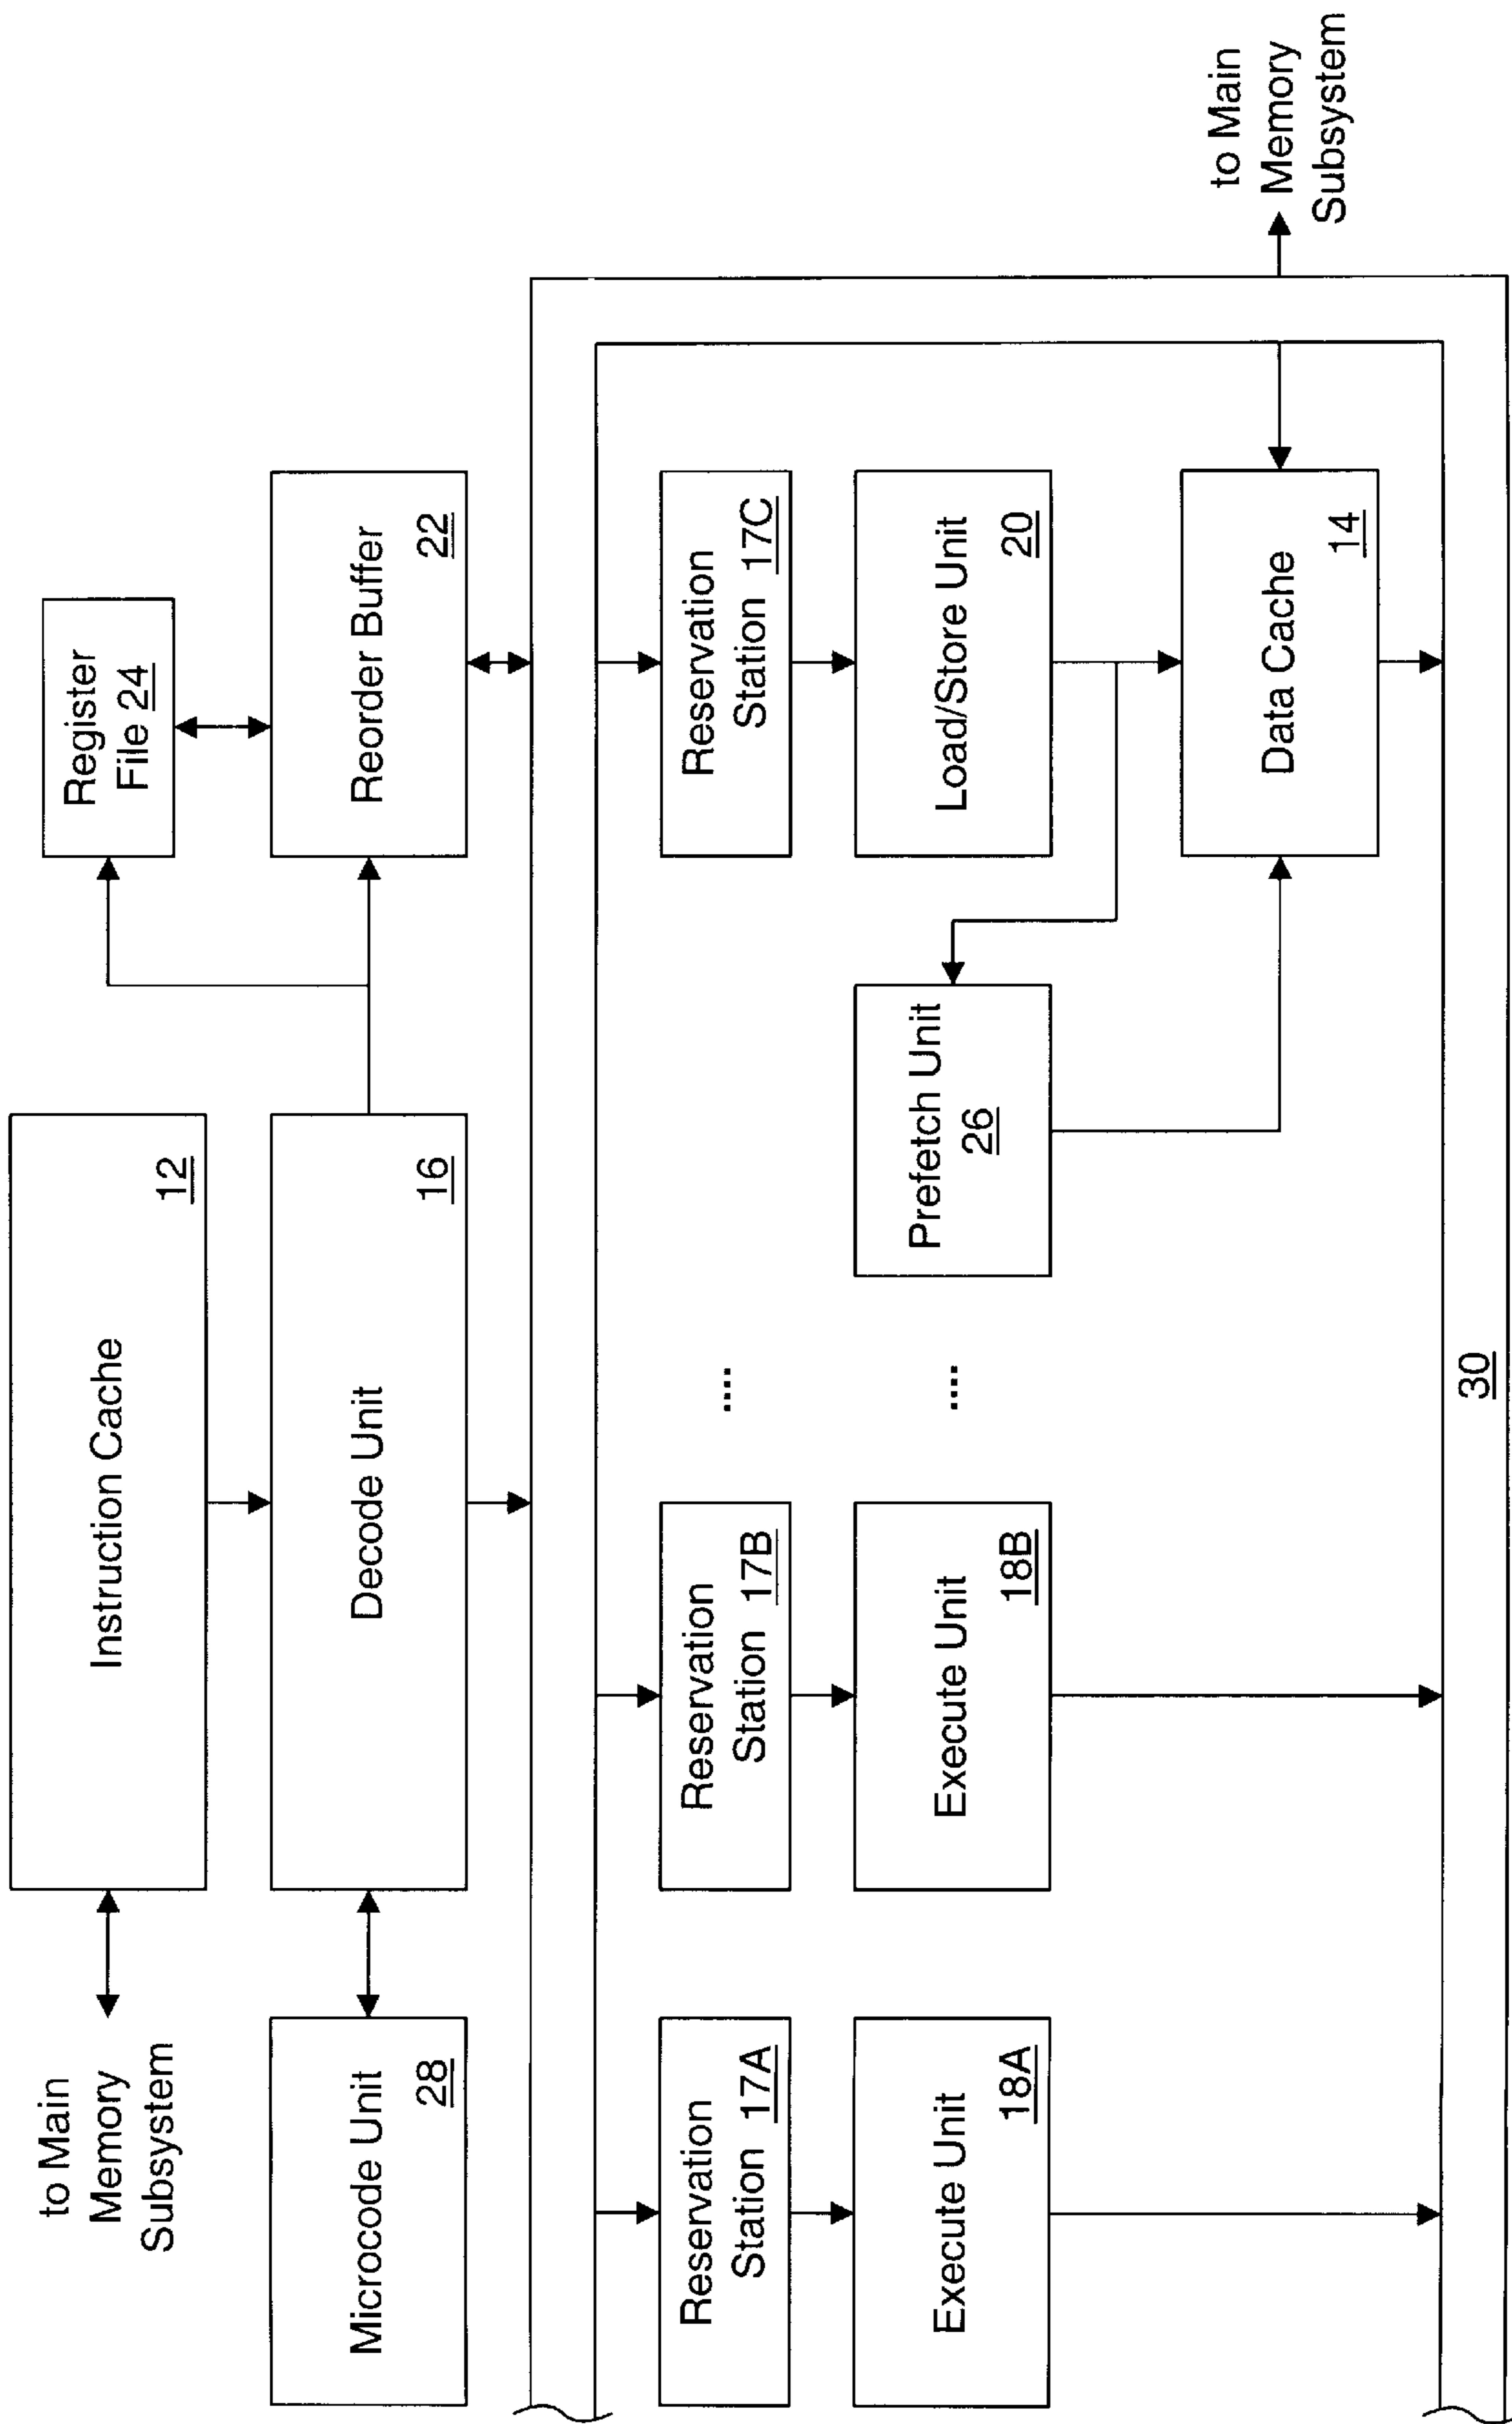 to Main
Memory
Subsystem
Instruction Cache
12
Register
File 24
Microcode Unit
28
Decode Unit
16
Reorder Buffer
22
to Main
Memory
Subsystem
Reservation
Station 17A
Reservation
Station 17B
....
Reservation
Station 17C
Execute Unit
18A
Execute Unit
18B
....
Prefetch Unit
26
Load/Store Unit
20
Data Cache
14
30